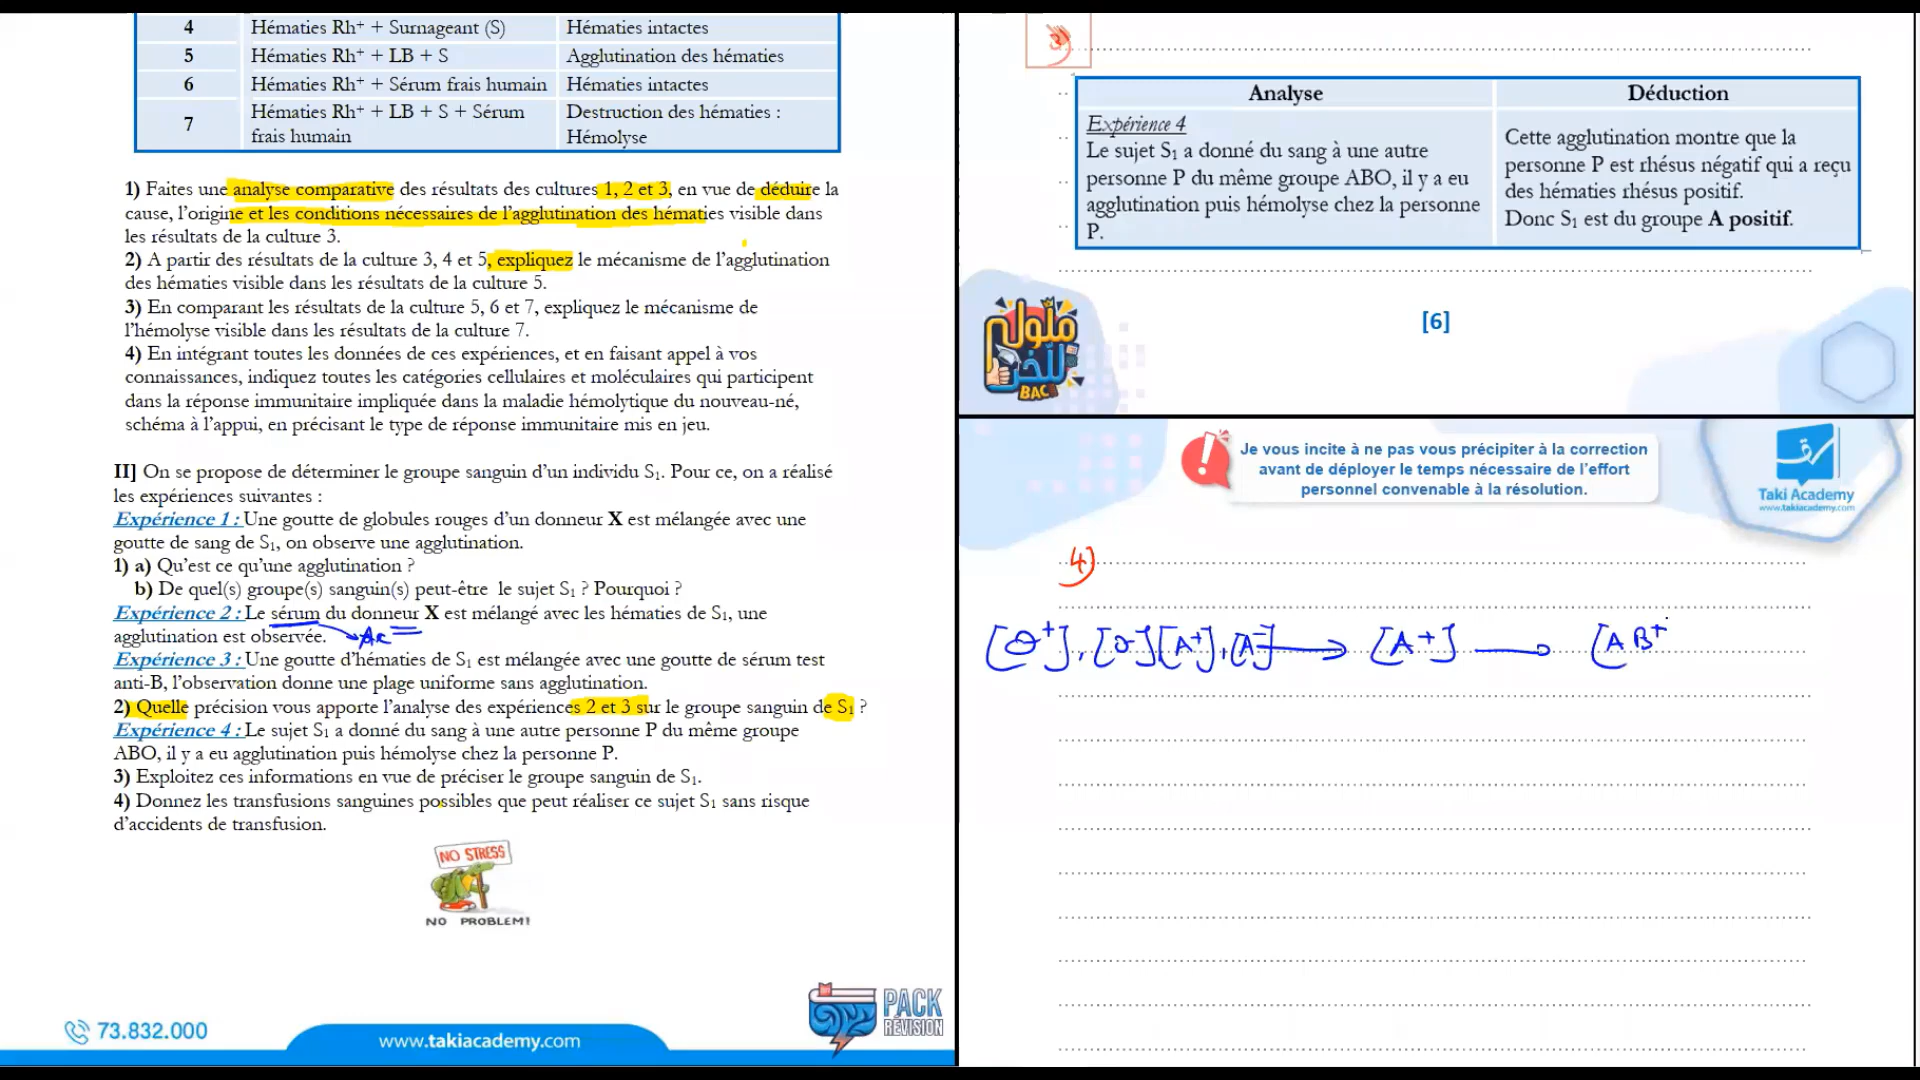 4 Hématies Rh⁺ + Surnageant (S) Hématies intactes
5 Hématies Rh⁺ + LB + S Agglutination des hématies
6 Hématies Rh⁺ + Sérum frais humain Hématies intactes
7 Hématies Rh⁺ + LB + S + Sérum frais humain Destruction des hématies : Hémolyse
1) Faites une analyse comparative des résultats des cultures 1, 2 et 3, en vue de déduire la
cause, l'origine et les conditions nécessaires de l'agglutination des hématies visible dans
les résultats de la culture 3.
2) A partir des résultats de la culture 3, 4 et 5, expliquez le mécanisme de l'agglutination
des hématies visible dans les résultats de la culture 5.
3) En comparant les résultats de la culture 5, 6 et 7, expliquez le mécanisme de
l'hémolyse visible dans les résultats de la culture 7.
4) En intégrant toutes les données de ces expériences, et en faisant appel à vos
connaissances, indiquez toutes les catégories cellulaires et moléculaires qui participent
dans la réponse immunitaire impliquée dans la maladie hémolytique du nouveau-né,
schéma à l'appui, en précisant le type de réponse immunitaire mis en jeu.
II] On se propose de déterminer le groupe sanguin d'un individu S₁. Pour ce, on a réalisé
les expériences suivantes :
Expérience 1 : Une goutte de globules rouges d'un donneur X est mélangée avec une
goutte de sang de S₁, on observe une agglutination.
1) a) Qu'est ce qu'une agglutination ?
b) De quel(s) groupe(s) sanguin(s) peut-être le sujet S₁ ? Pourquoi ?
Expérience 2 : Le sérum du donneur X est mélangé avec les hématies de S₁, une
agglutination est observée. Ac
Expérience 3 : Une goutte d'hématies de S₁ est mélangée avec une goutte de sérum test
anti-B, l'observation donne une plage uniforme sans agglutination.
2) Quelle précision vous apporte l'analyse des expériences 2 et 3 sur le groupe sanguin de S₁ ?
Expérience 4 : Le sujet S₁ a donné du sang à une autre personne P du même groupe
ABO, il y a eu agglutination puis hémolyse chez la personne P.
3) Exploitez ces informations en vue de préciser le groupe sanguin de S₁.
4) Donnez les transfusions sanguines possibles que peut réaliser ce sujet S₁ sans risque
d'accidents de transfusion.
NO STRESS
NO PROBLEM!
73.832.000
www.takiacademy.com
PACK
RÉVISION
3)
Analyse Déduction
Expérience 4
Le sujet S₁ a donné du sang à une autre
personne P du même groupe ABO, il y a eu
agglutination puis hémolyse chez la personne
P.
Cette agglutination montre que la
personne P est rhésus négatif qui a reçu
des hématies rhésus positif.
Donc S₁ est du groupe A positif.
BAC
[6]
Je vous incite à ne pas vous précipiter à la correction
avant de déployer le temps nécessaire de l'effort
personnel convenable à la résolution.
Taki Academy
www.takiacademy.com
4)
[O⁺], [O⁻] [A⁺], [A⁻] → [A+] → [AB+